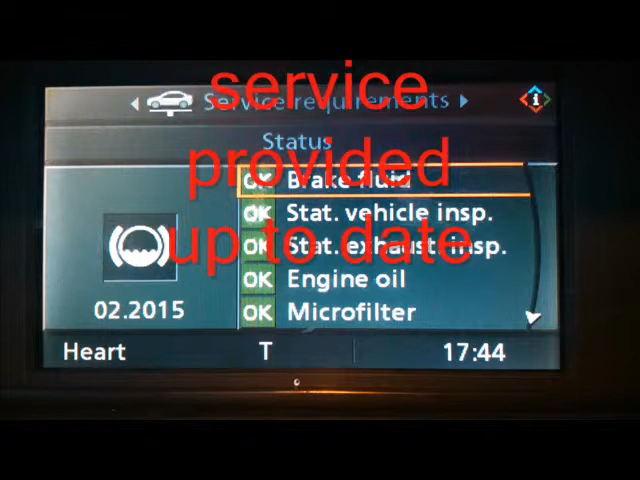 Service requirements
service
Status
provided
OK Brake fluid
OK Stat. vehicle insp.
up to date
OK Stat. exhaust insp.
OK Engine oil
02.2015
OK Microfilter
Heart T 17:44